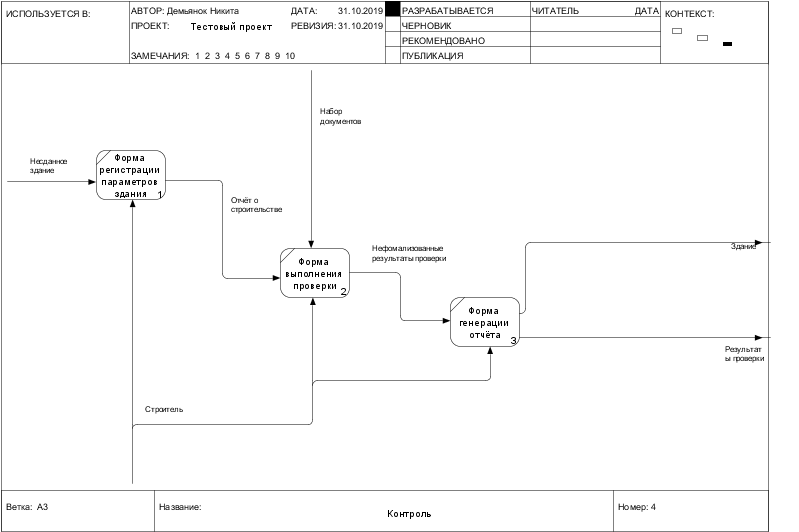 ИСПОЛЬЗУЕТСЯ В:
АВТОР: Демьянок Никита
ДАТА: 31.10.2019
ПРОЕКТ: Тестовый проект
РЕВИЗИЯ: 31.10.2019
ЗАМЕЧАНИЯ: 1 2 3 4 5 6 7 8 9 10
РАЗРАБАТЫВАЕТСЯ
ЧЕРНОВИК
РЕКОМЕНДОВАНО
ПУБЛИКАЦИЯ
ЧИТАТЕЛЬ ДАТА
КОНТЕКСТ:
Набор
документов
Несданное
здание
Форма
регистрации
параметров
здания
1
Отчёт о
строительстве
Форма
выполнения
проверки
2
Нефомализованные
результаты проверки
Форма
генерации
отчёта
3
Здание
Результат
ы проверки
Строитель
Ветка: A3
Название:
Контроль
Номер: 4